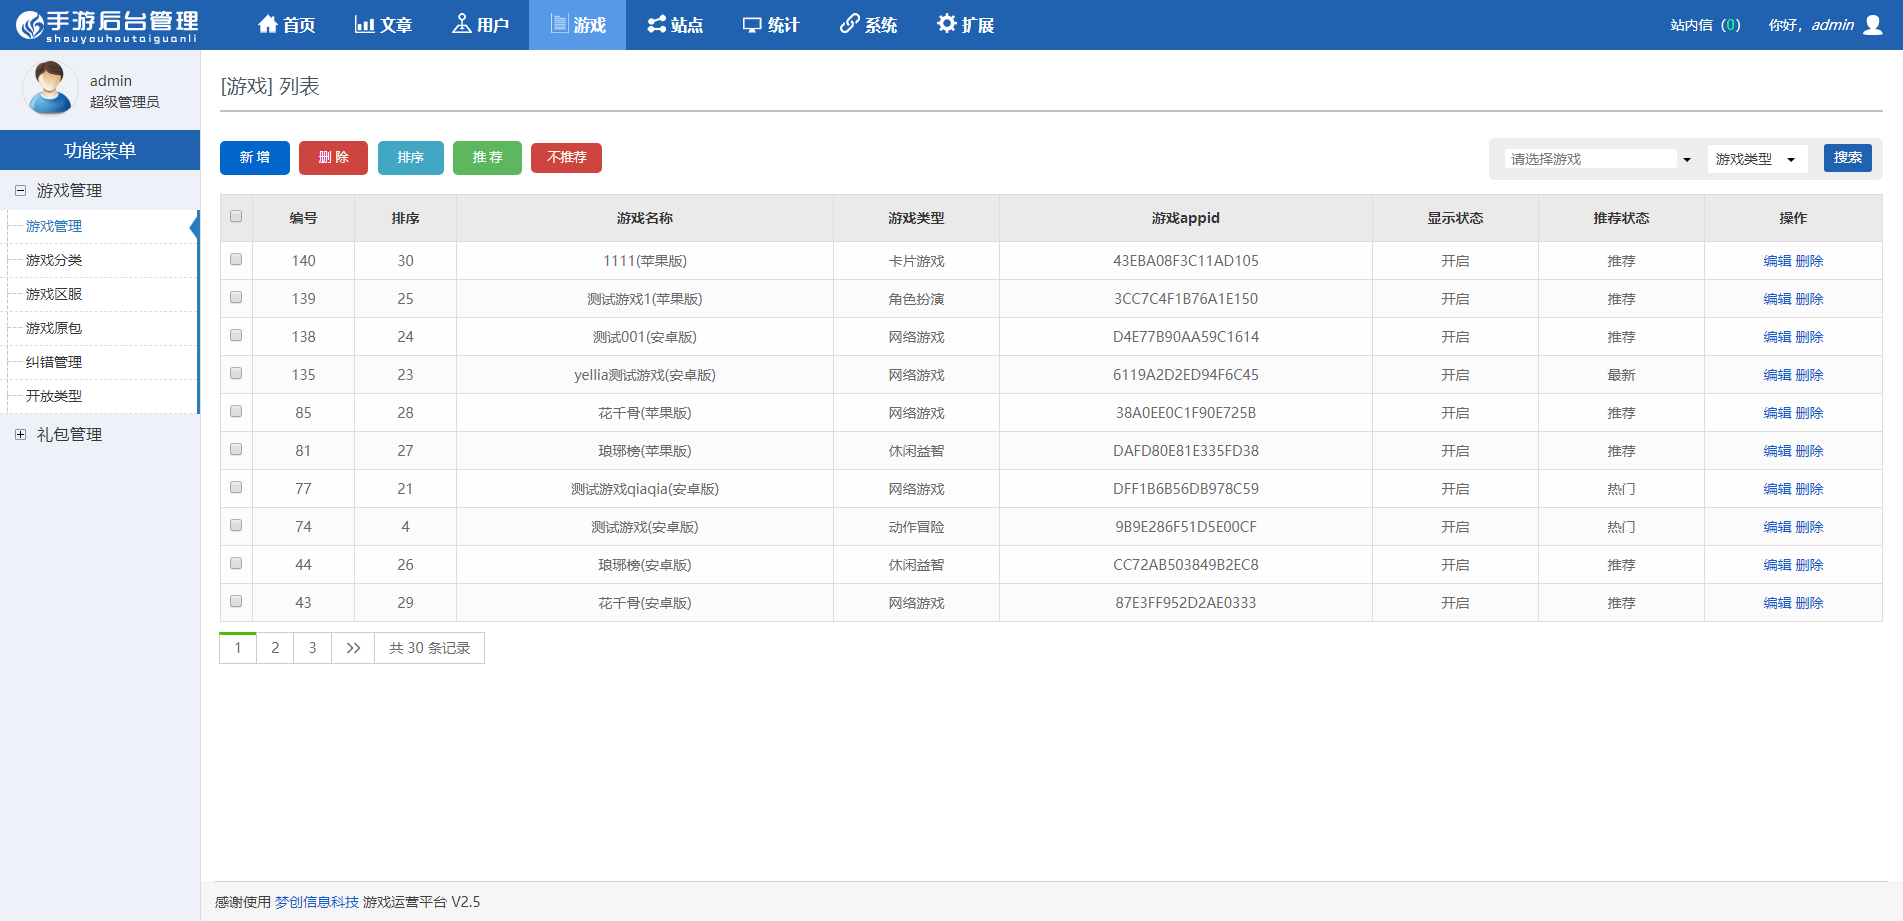 手游后台管理
shouyouhoutaiguanli
首页 文章 用户 游戏 站点 统计 系统 扩展
站内信 (0) 你好, admin
admin
超级管理员
功能菜单
游戏管理
游戏管理
游戏分类
游戏区服
游戏原包
纠错管理
开放类型
礼包管理
[游戏] 列表
新 增 删 除 排序 推 荐 不推荐
请选择游戏 游戏类型 搜索
编号 排序 游戏名称 游戏类型 游戏appid 显示状态 推荐状态 操作
140 30 1111(苹果版) 卡片游戏 43EBA08F3C11AD105 开启 推荐 编辑 删除
139 25 测试游戏1(苹果版) 角色扮演 3CC7C4F1B76A1E150 开启 推荐 编辑 删除
138 24 测试001(安卓版) 网络游戏 D4E77B90AA59C1614 开启 推荐 编辑 删除
135 23 yellia测试游戏(安卓版) 网络游戏 6119A2D2ED94F6C45 开启 最新 编辑 删除
85 28 花千骨(苹果版) 网络游戏 38A0EE0C1F90E725B 开启 推荐 编辑 删除
81 27 琅琊榜(苹果版) 休闲益智 DAFD80E81E335FD38 开启 推荐 编辑 删除
77 21 测试游戏qiaqia(安卓版) 网络游戏 DFF1B6B56DB978C59 开启 热门 编辑 删除
74 4 测试游戏(安卓版) 动作冒险 9B9E286F51D5E00CF 开启 热门 编辑 删除
44 26 琅琊榜(安卓版) 休闲益智 CC72AB503849B2EC8 开启 推荐 编辑 删除
43 29 花千骨(安卓版) 网络游戏 87E3FF952D2AE0333 开启 推荐 编辑 删除
1 2 3 >> 共 30 条记录
感谢使用 梦创信息科技 游戏运营平台 V2.5